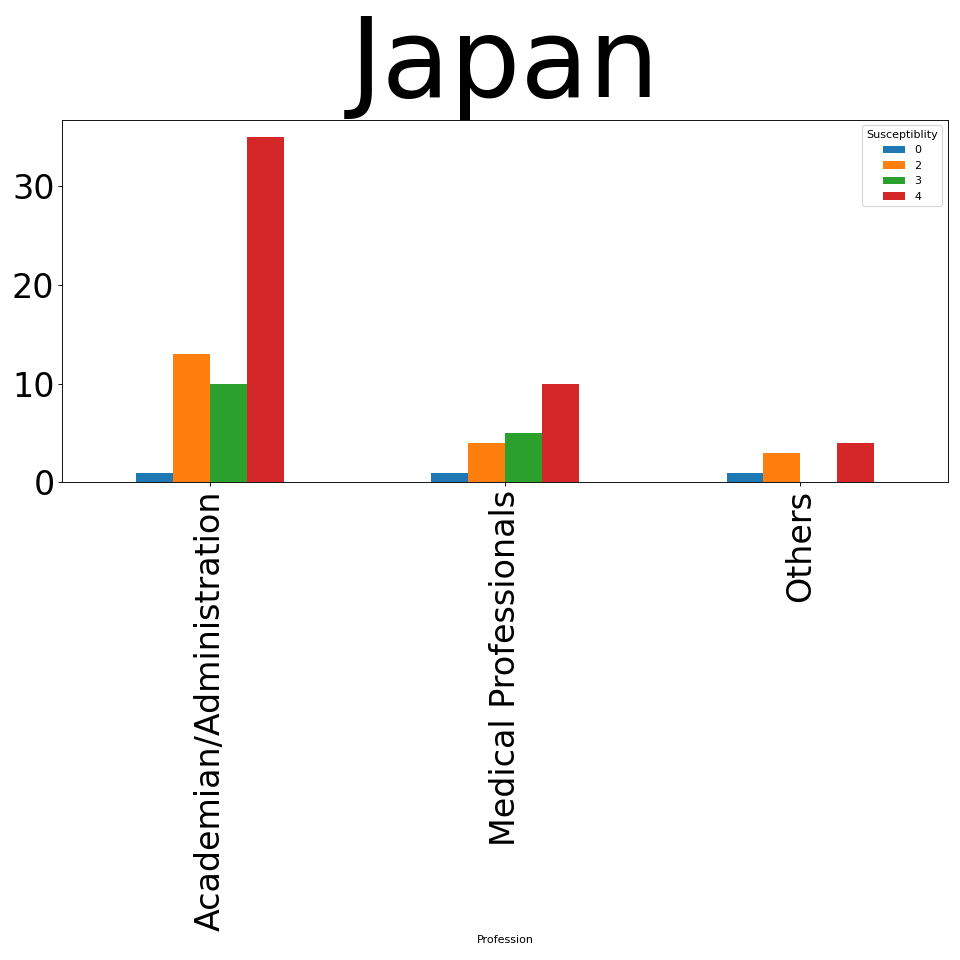 Japan
Susceptiblity
0
2
3
4
30
20
10
0
Academian/Administration
Medical Professionals
Others
Profession